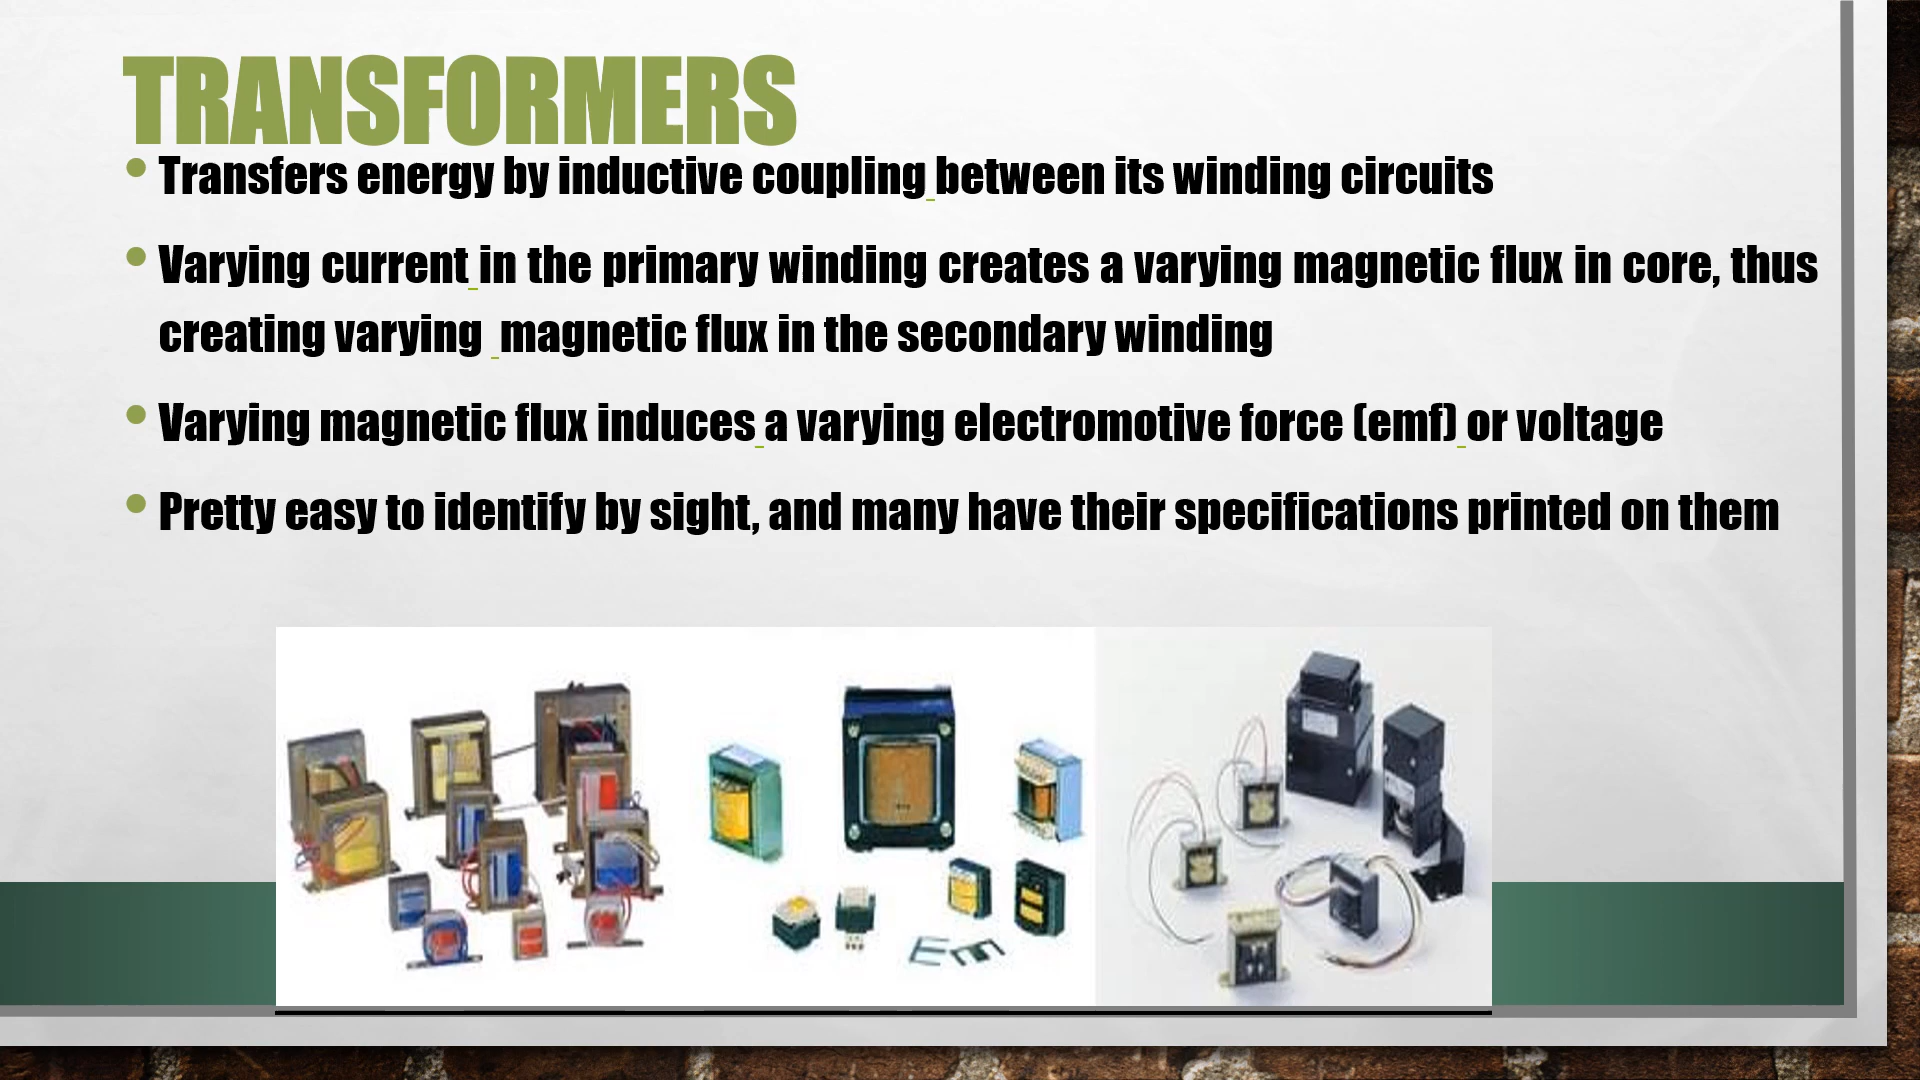 TRANSFORMERS
• Transfers energy by inductive coupling between its winding circuits
• Varying current in the primary winding creates a varying magnetic flux in core, thus
creating varying magnetic flux in the secondary winding
• Varying magnetic flux induces a varying electromotive force (emf) or voltage
• Pretty easy to identify by sight, and many have their specifications printed on them